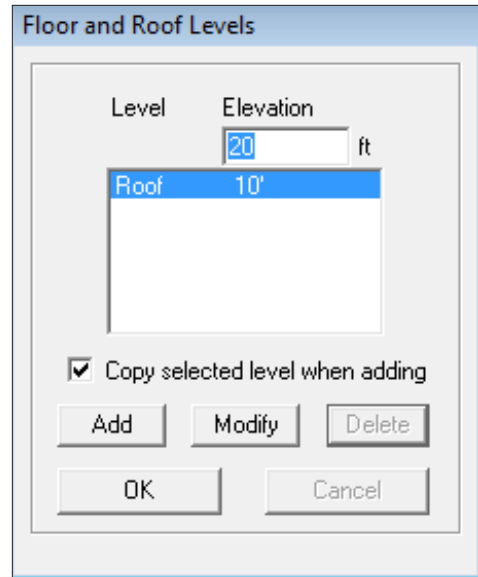 Floor and Roof Levels
Level Elevation
20 ft
Roof 10'
Copy selected level when adding
Add Modify Delete
OK Cancel